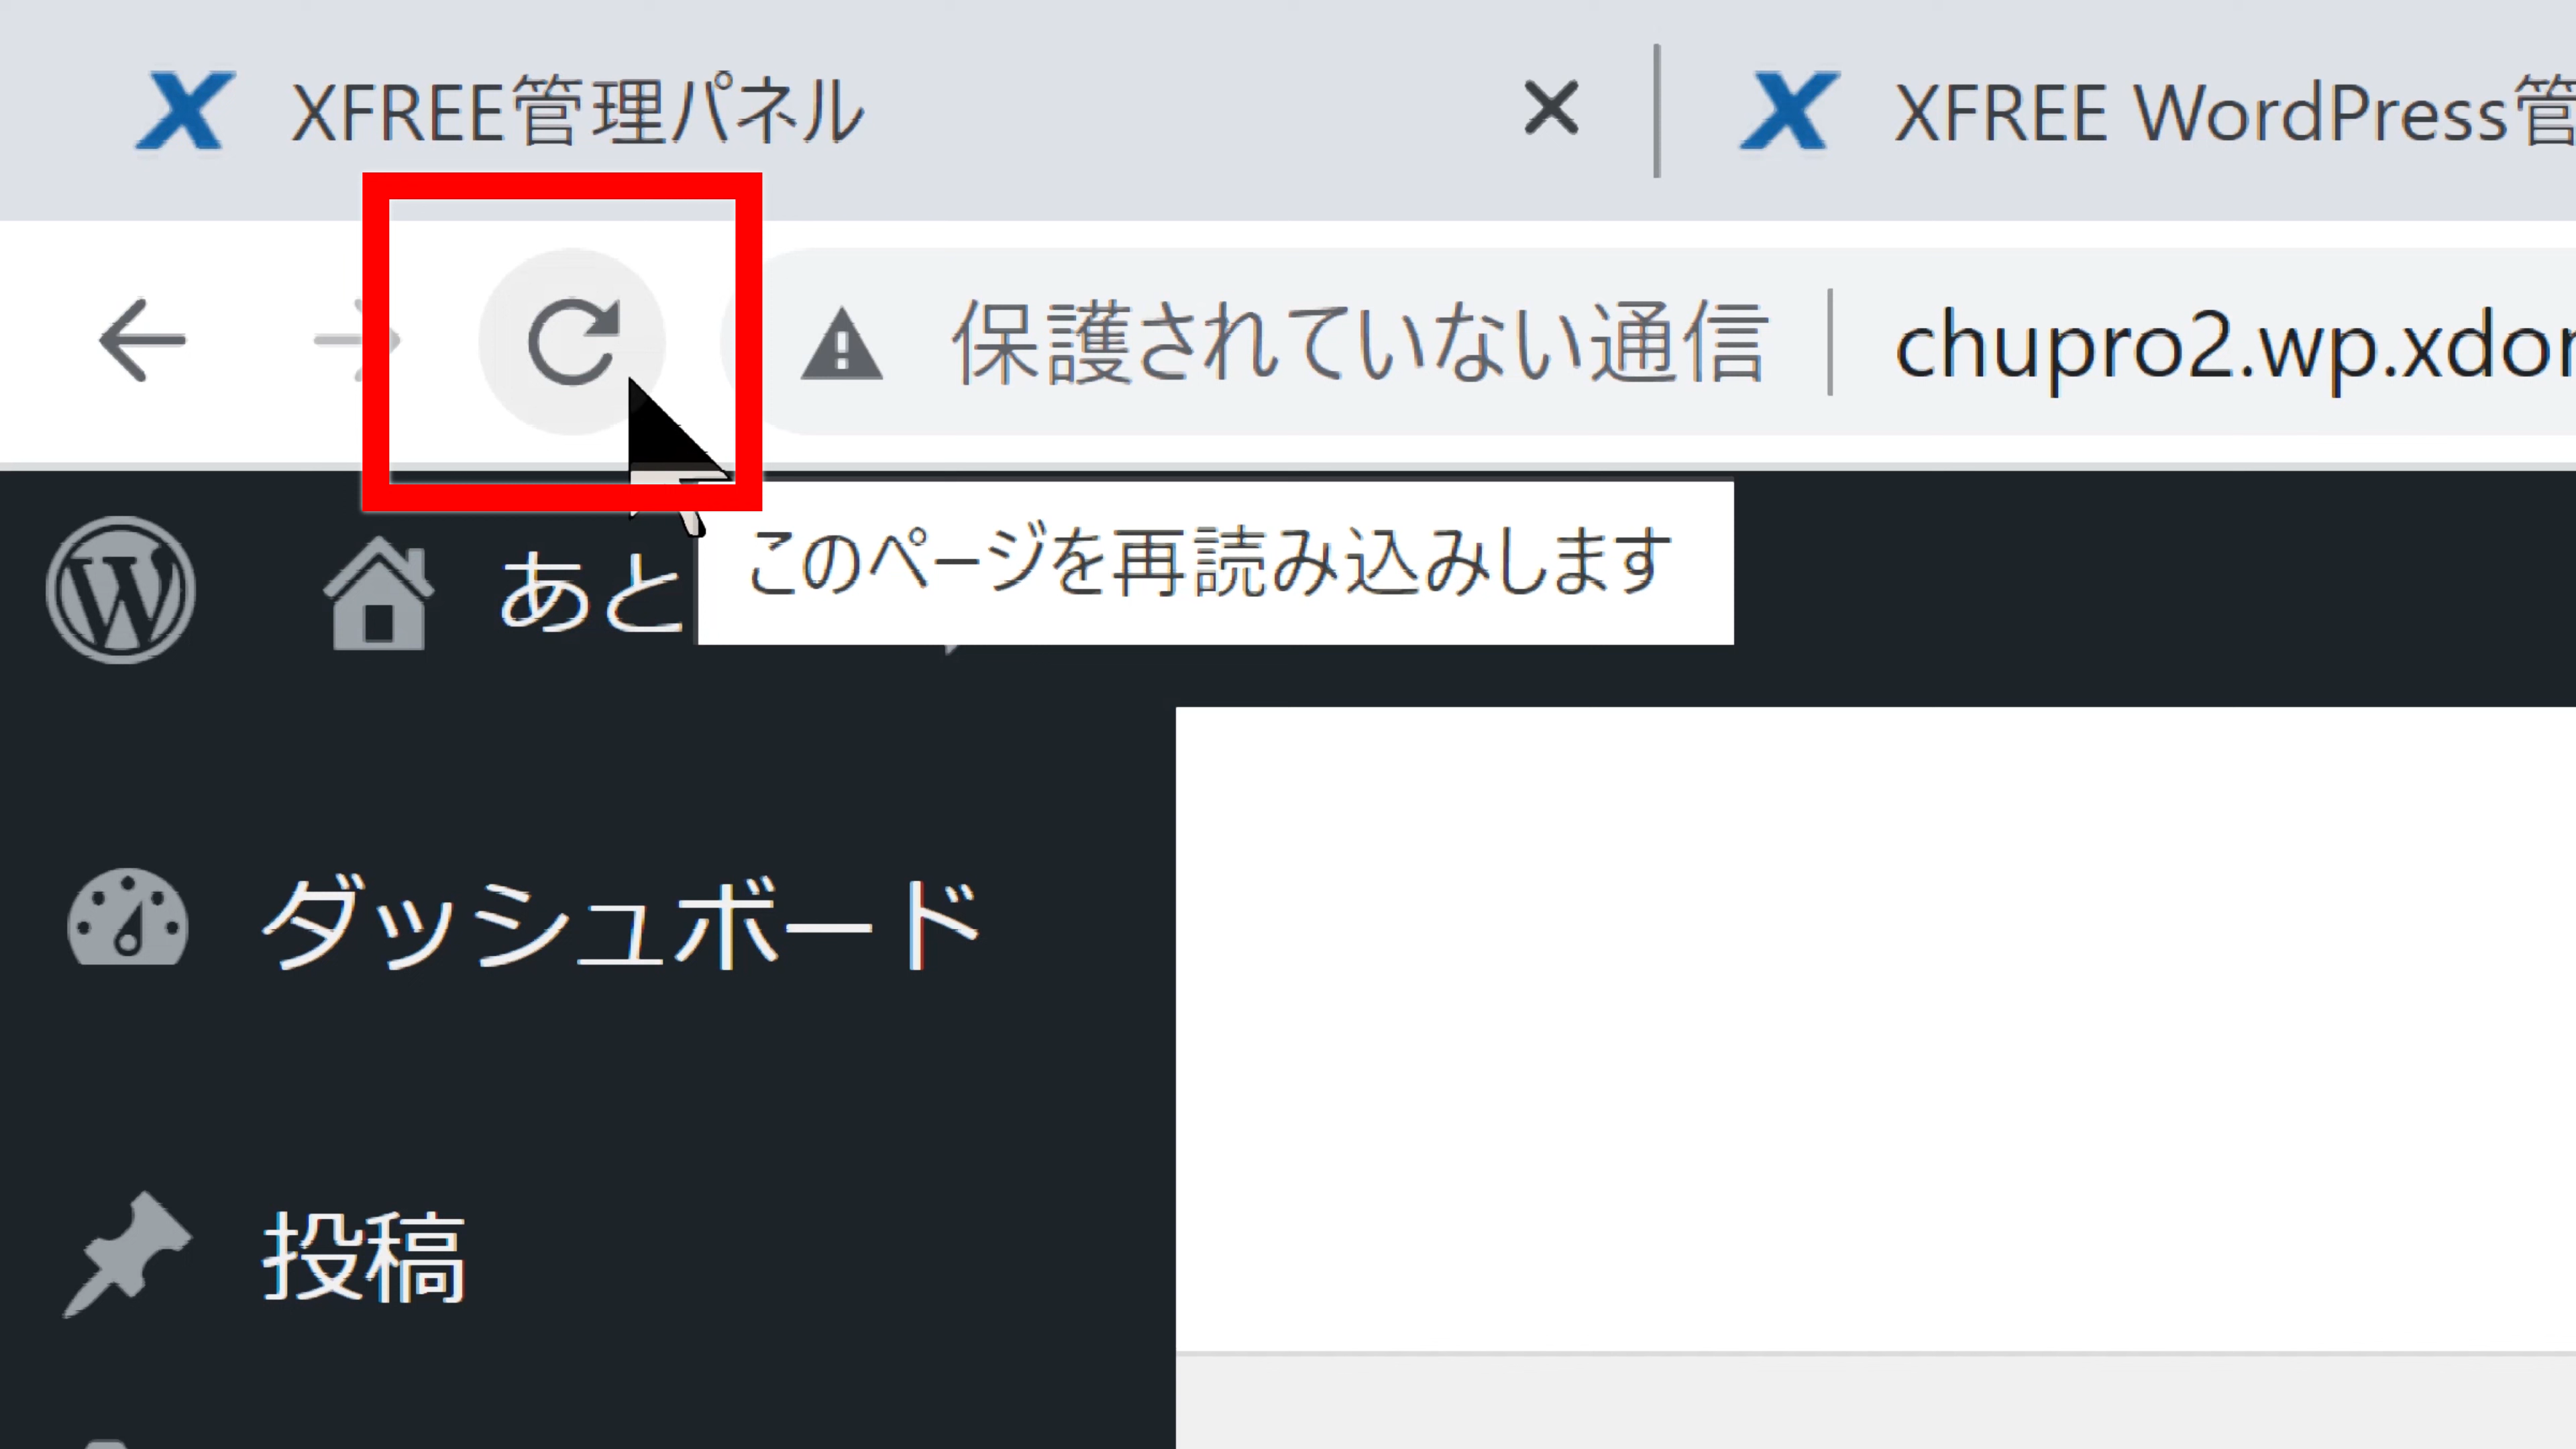 XFREE管理パネル
XFREE WordPress管
保護されていない通信
chupro2.wp.xdo
あと
このページを再読み込みします
ダッシュボード
投稿